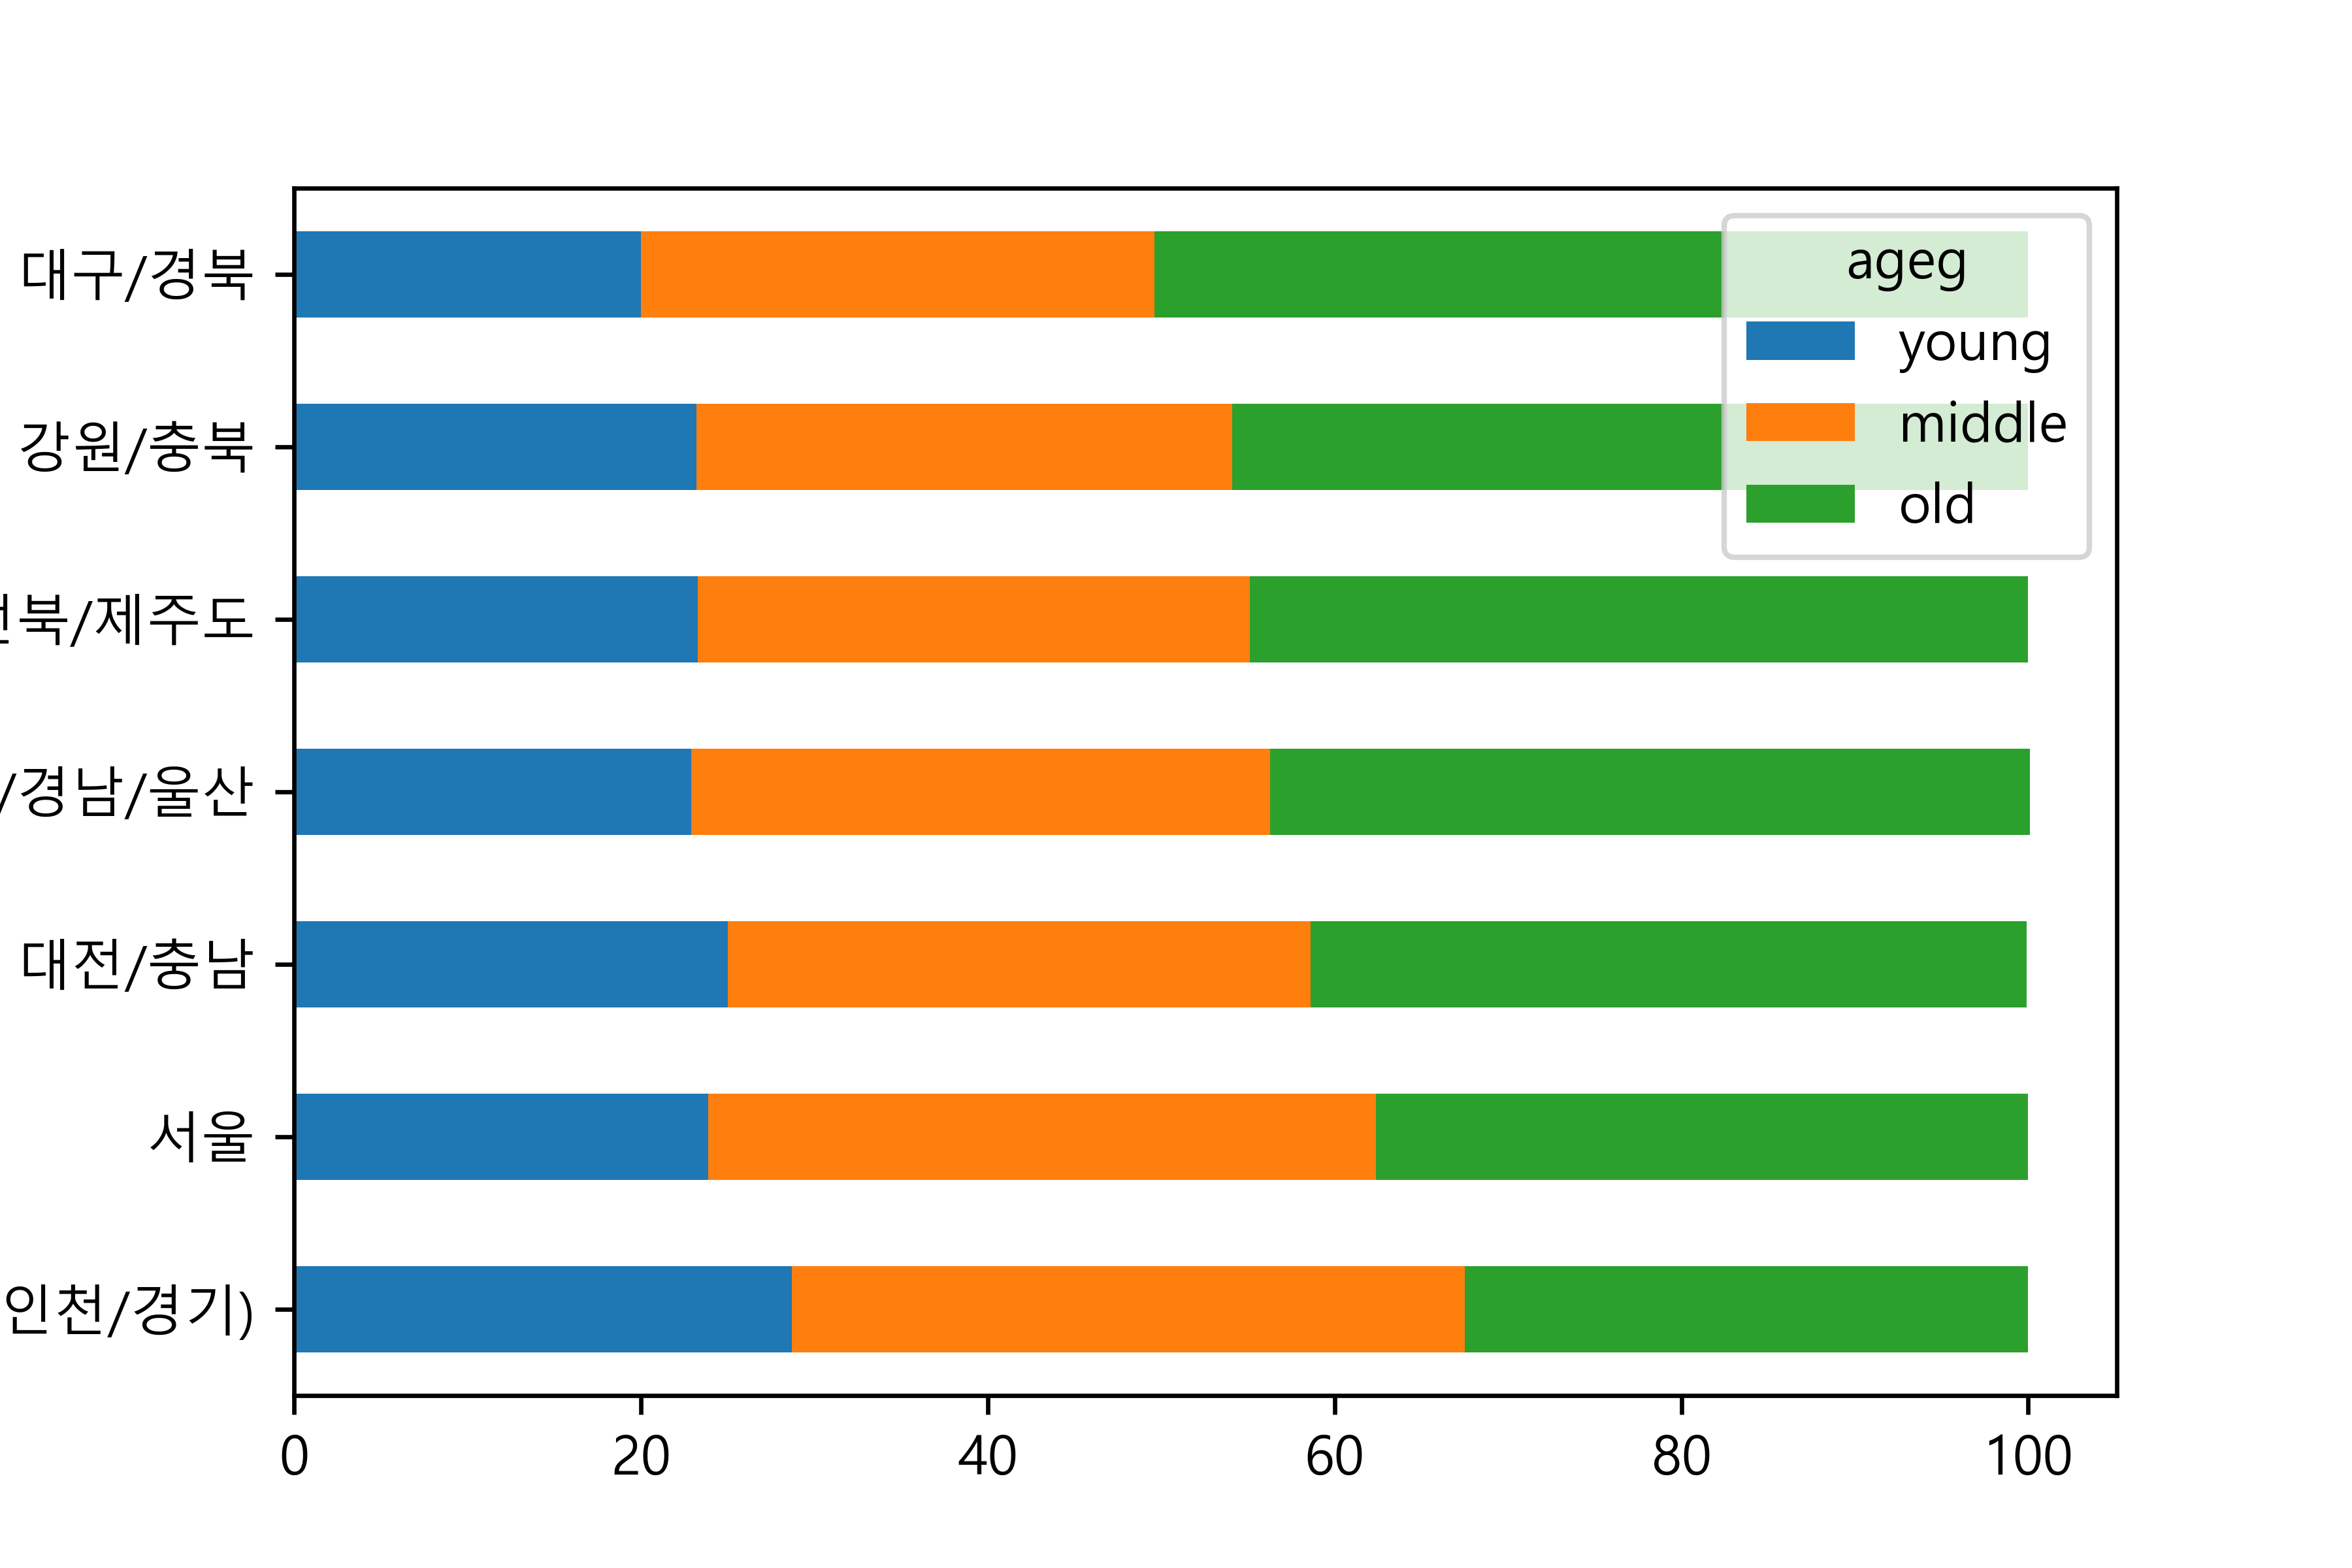 대구/경북
ageg
young
강원/충북
middle
old
북/제주도
/경남/울산
대전/충남
서울
인천/경기)
0 20 40 60 80 100